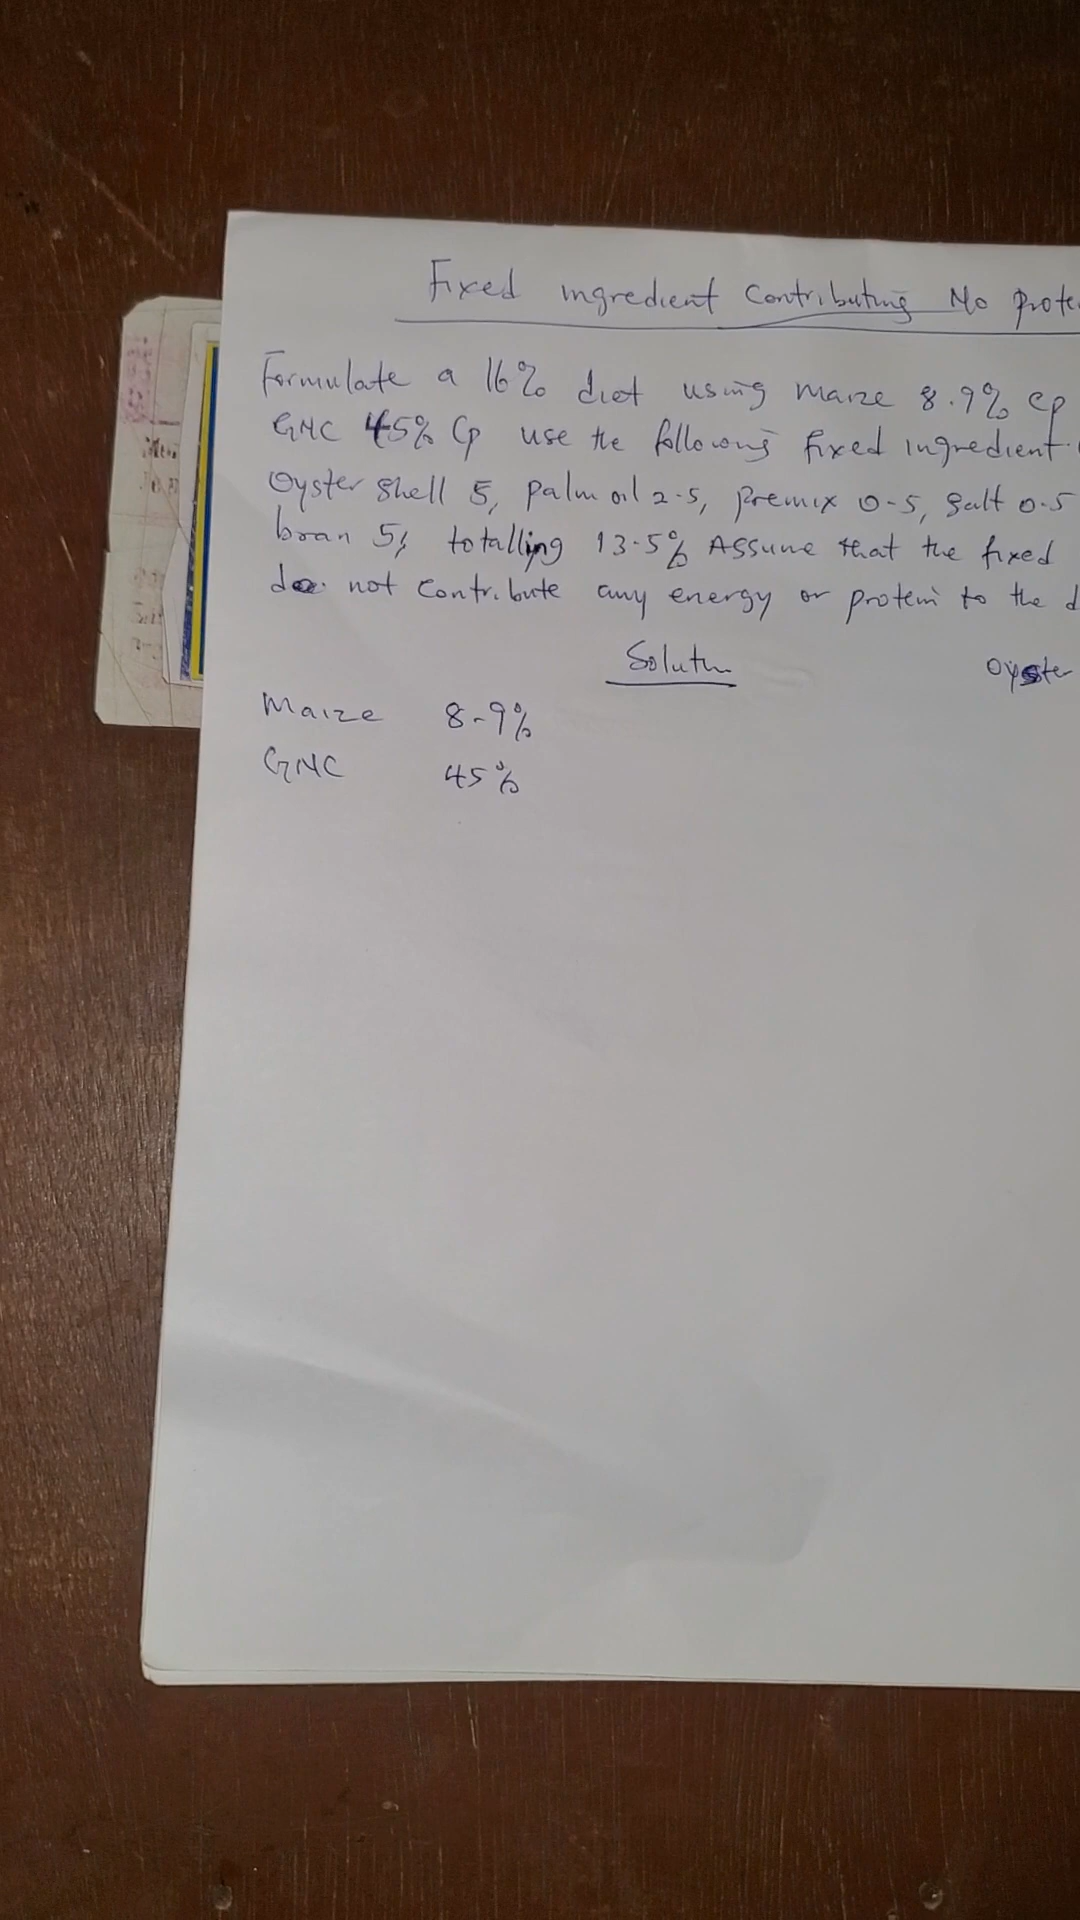 Fixed ingredient Contributing No
Formulate a 16% diet using maize 8.9% cp
GNC 45% Cp use the following fixed ingredient
Oyster shell 5, palm oil 2.5, premix 0-5, salt 0.5
bran 5, totalling 13.5% Assume that the fixed
do not contribute any energy or protein to the
Solutn
oyster
Maize 8-9%
GNC 45%